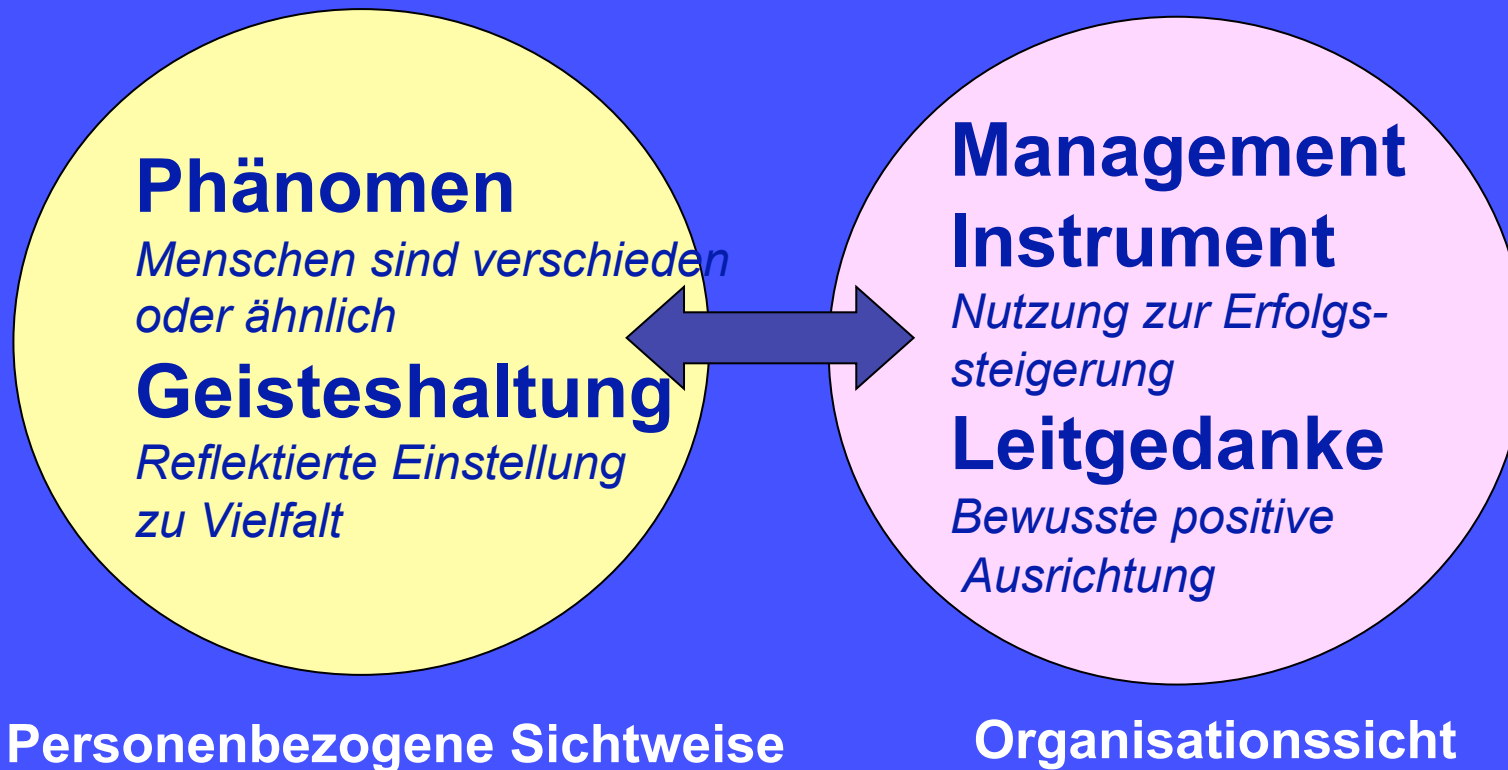 Phänomen
Menschen sind verschieden
oder ähnlich
Geisteshaltung
Reflektierte Einstellung
zu Vielfalt
Management
Instrument
Nutzung zur Erfolgs-
steigerung
Leitgedanke
Bewusste positive
Ausrichtung
Personenbezogene Sichtweise
Organisationssicht